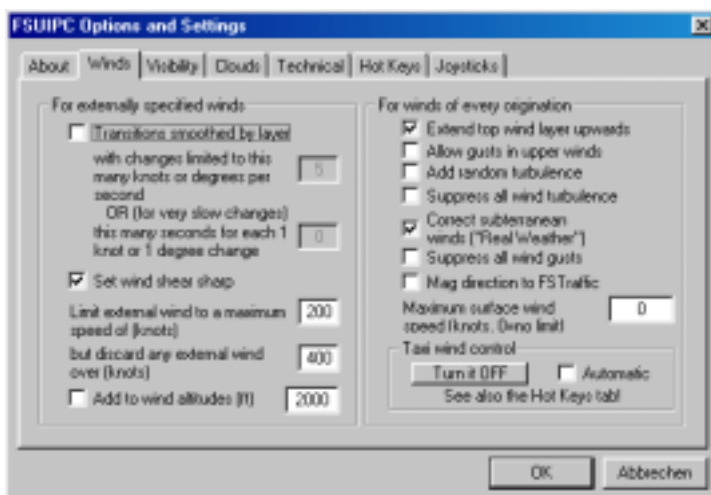 FSUIPC Options and Settings
About Winds Visibility Clouds Technical Hot Keys Joysticks
For externally specified winds
Transitions smoothed by layer
with changes limited to this
many knots or degrees per
second
5
OR (for very slow changes)
this many seconds for each 1
knot or 1 degree change
0
Set wind shear sharp
Limit external wind to a maximum
speed of (knots)
200
but discard any external wind
over (knots)
400
Add to wind altitudes (ft) 2000
For winds of every origination
Extend top wind layer upwards
Allow gusts in upper winds
Add random turbulence
Suppress all wind turbulence
Correct subterranean
winds ("Real Weather")
Suppress all wind gusts
Mag direction to FSTraffic
Maximum surface wind
speed (knots, 0=no limit)
0
Taxi wind control
Turn it OFF Automatic
See also the Hot Keys tab!
OK Abbrechen